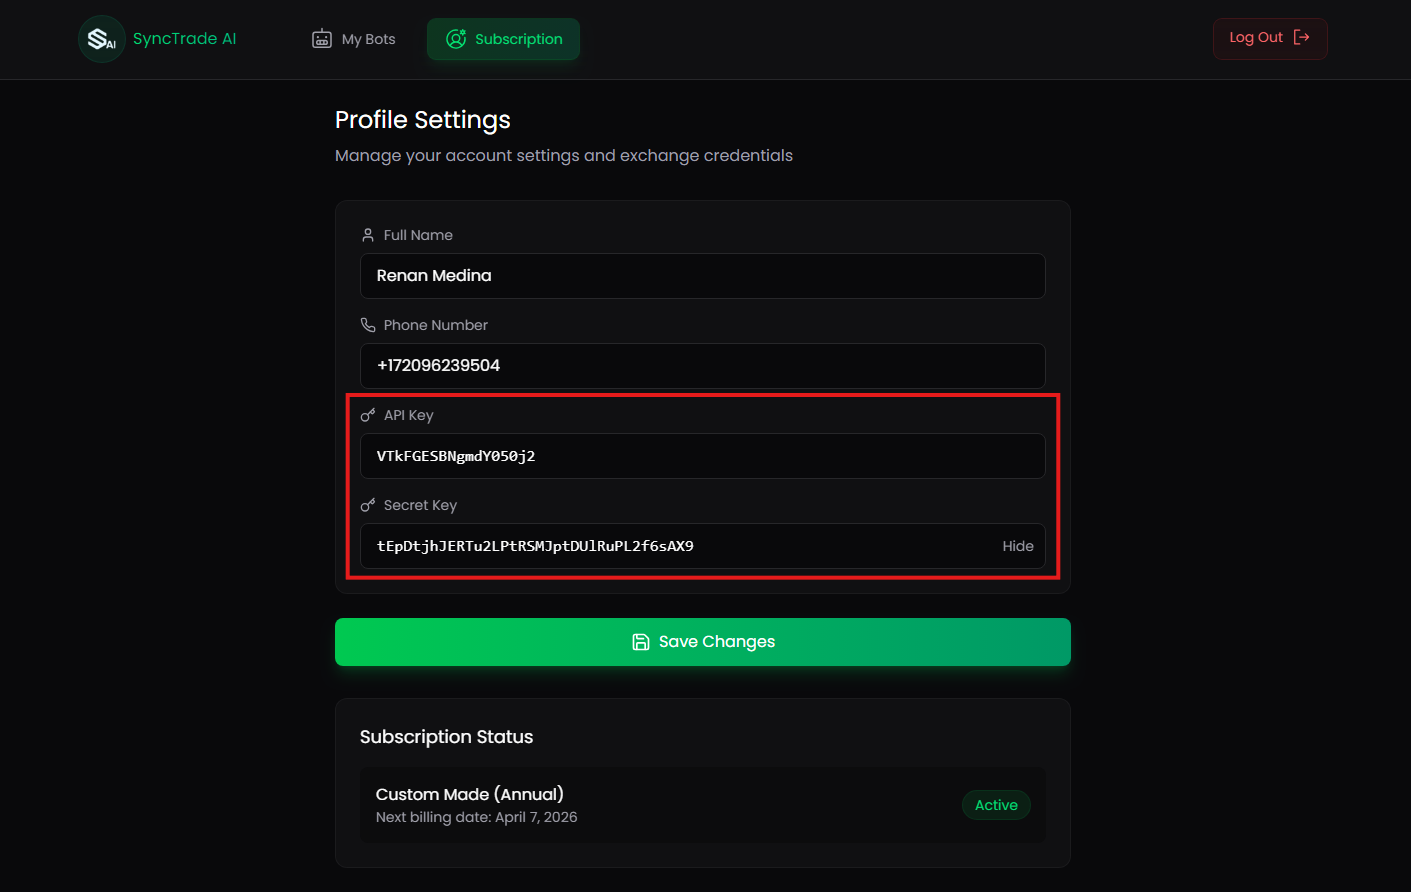 S AI SyncTrade AI
My Bots
Subscription
Log Out
Profile Settings
Manage your account settings and exchange credentials
Full Name
Renan Medina
Phone Number
+172096239504
API Key
VTkFGESBNgmdY050j2
Secret Key
tEpDtjhJERTu2LPtRSMJptDUlRuPL2f6sAX9
Hide
Save Changes
Subscription Status
Custom Made (Annual)
Next billing date: April 7, 2026
Active